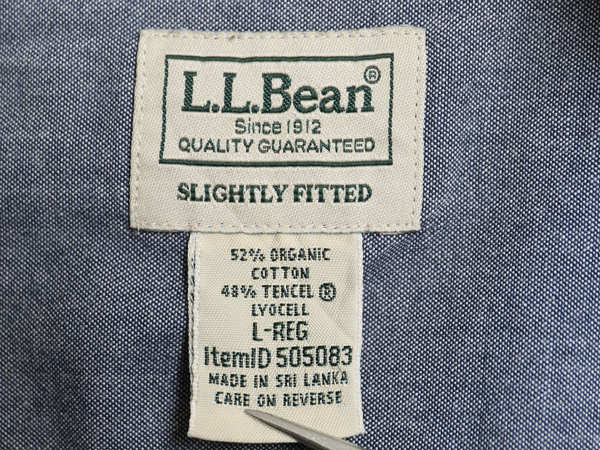 L.L.Bean®
Since 1912
QUALITY GUARANTEED
SLIGHTLY FITTED
52% ORGANIC
COTTON
48% TENCEL ®
LYOCELL
L-REG
ItemID 505083
MADE IN SRI LANKA
CARE ON REVERSE